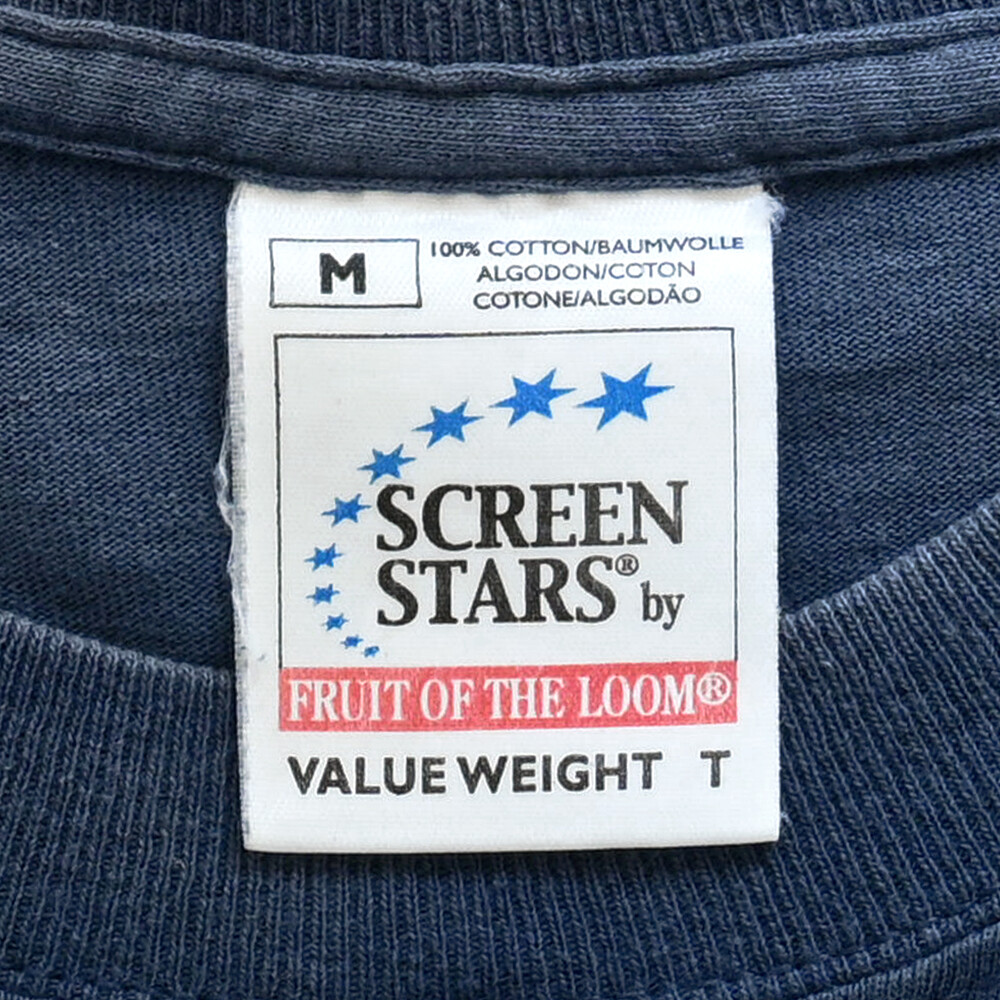 M
100% COTTON/BAUMWOLLE
ALGODON/COTON
COTONE/ALGODÃO
SCREEN
STARS® by
FRUIT OF THE LOOM®
VALUE WEIGHT T